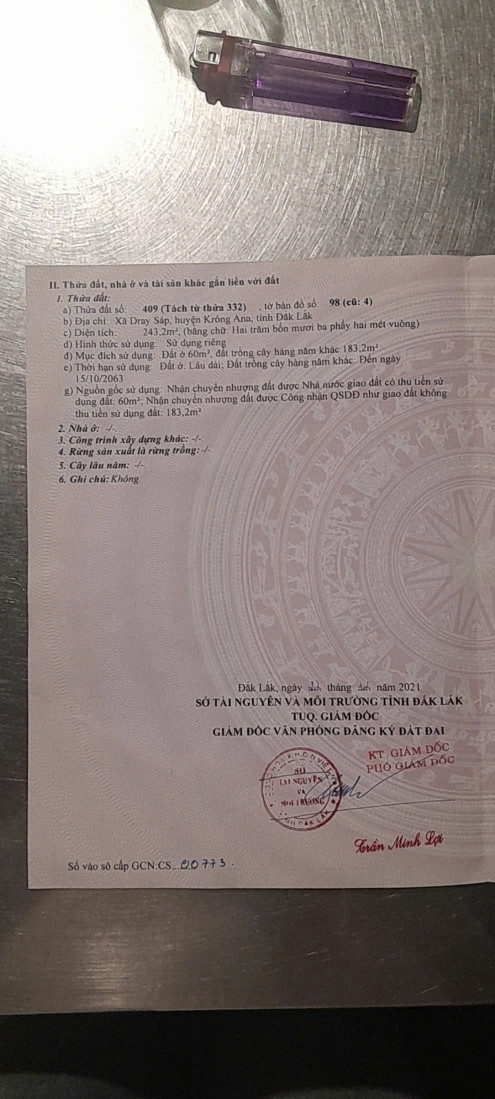 II. Thửa đất, nhà ở và tài sản khác gắn liền với đất
1. Thửa đất:
a) Thửa đất số: 409 (Tách từ thửa 332) , tờ bản đồ số: 98 (cũ: 4)
b) Địa chỉ: Xã Dray Sáp, huyện Krông Ana, tỉnh Đăk Lăk
c) Diện tích: 243,2m², (bằng chữ: Hai trăm bốn mươi ba phẩy hai mét vuông)
d) Hình thức sử dụng: Sử dụng riêng
đ) Mục đích sử dụng: Đất ở 60m², đất trồng cây hàng năm khác 183,2m²
e) Thời hạn sử dụng: Đất ở: Lâu dài; Đất trồng cây hàng năm khác: Đến ngày
15/10/2063
g) Nguồn gốc sử dụng: Nhận chuyển nhượng đất được Nhà nước giao đất có thu tiền sử
dụng đất: 60m²; Nhận chuyển nhượng đất được Công nhận QSDĐ như giao đất không
thu tiền sử dụng đất: 183,2m²
2. Nhà ở: -/-
3. Công trình xây dựng khác: -/-
4. Rừng sản xuất là rừng trồng: -/-
5. Cây lâu năm: -/-
6. Ghi chú: Không
Đắk Lắk, ngày tháng năm 2021
SỞ TÀI NGUYÊN VÀ MÔI TRƯỜNG TỈNH ĐẮK LẮK
TUQ. GIÁM ĐỐC
GIÁM ĐỐC VĂN PHÒNG ĐĂNG KÝ ĐẤT ĐAI
KT. GIÁM ĐỐC
PHÓ GIÁM ĐỐC
SỞ
TÀI NGUYÊN
VÀ
MÔI TRƯỜNG
Trần Minh Lợi
Số vào sổ cấp GCN:CS...00773.